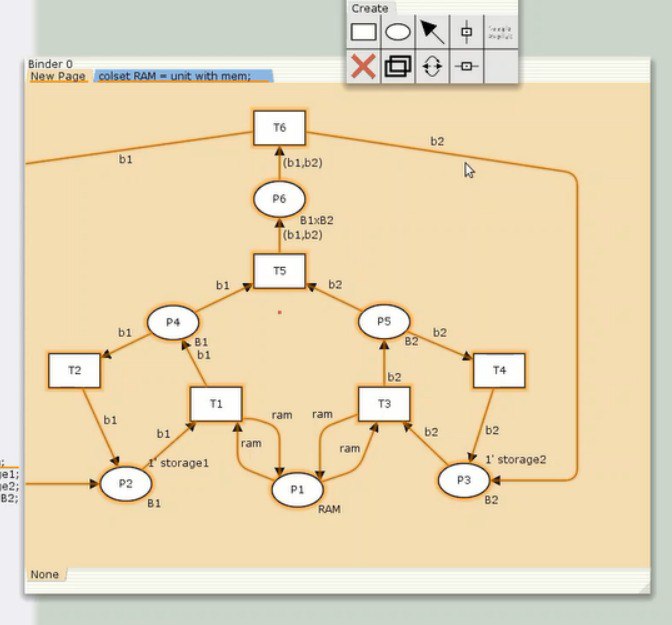 Create
Binder 0
New Page
colset RAM = unit with mem;
T6
b1
b2
(b1,b2)
P6
B1xB2
(b1,b2)
T5
b1
b2
P4
B1
P5
B2
b1
b1
b2
T2
T4
b2
T1
T3
b1
b1
ram
ram
ram
ram
b2
b2
1` storage1
1` storage2
P2
B1
P1
RAM
P3
B2
ge1;
ge2;
B2;
None